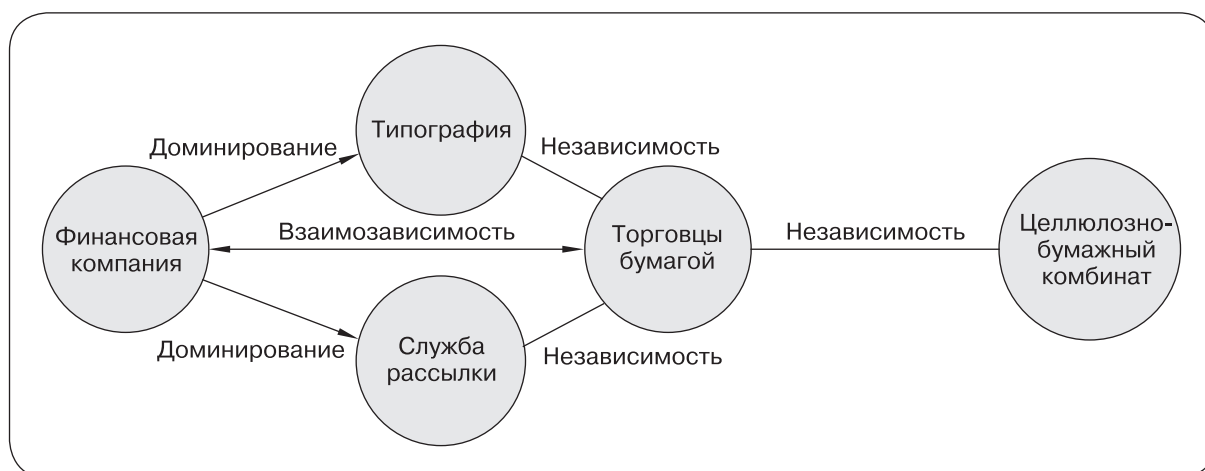 Типография
Доминирование
Независимость
Финансовая
компания
Взаимозависимость
Торговцы
бумагой
Независимость
Целлюлозно-
бумажный
комбинат
Доминирование
Служба
рассылки
Независимость